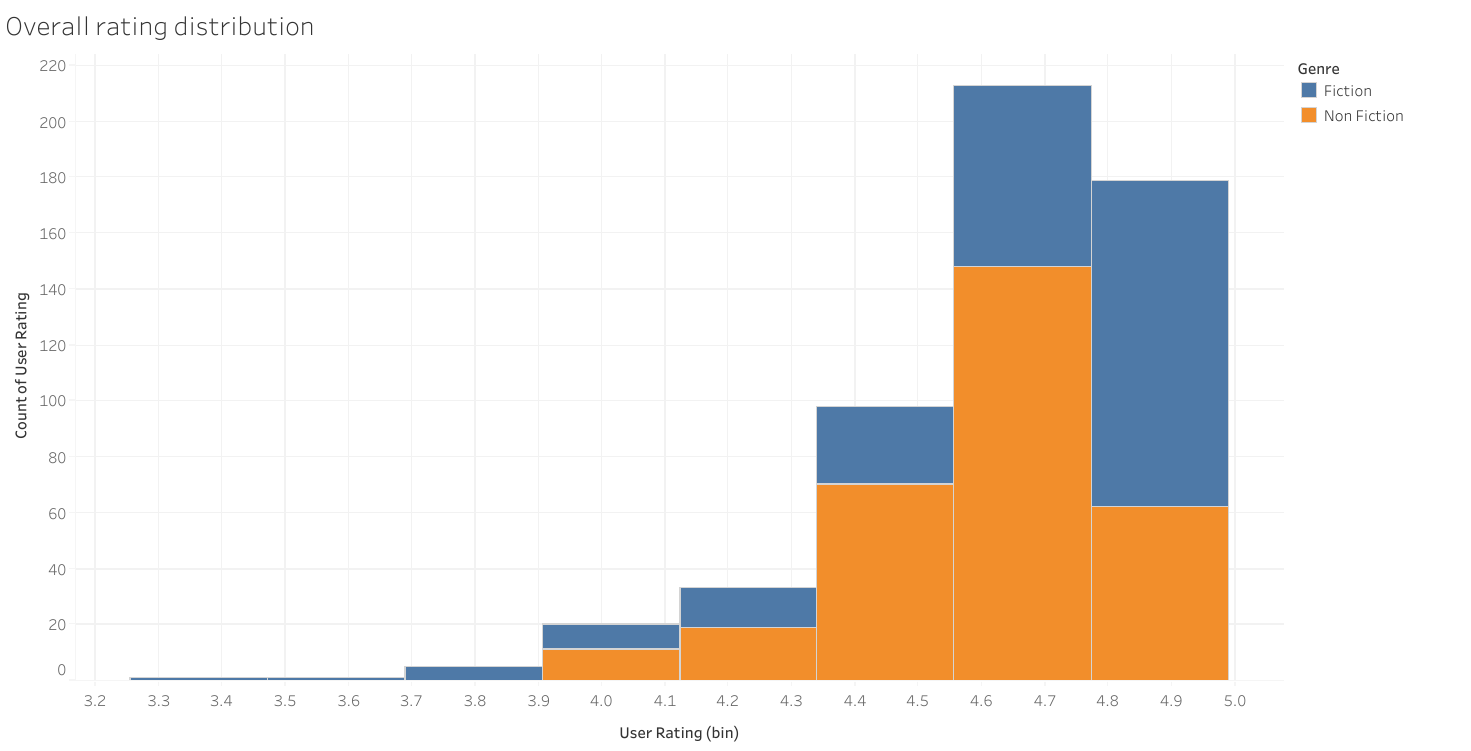 Overall rating distribution
Genre
Fiction
Non Fiction
220
200
180
160
140
120
100
80
60
40
20
0
Count of User Rating
3.2 3.3 3.4 3.5 3.6 3.7 3.8 3.9 4.0 4.1 4.2 4.3 4.4 4.5 4.6 4.7 4.8 4.9 5.0
User Rating (bin)